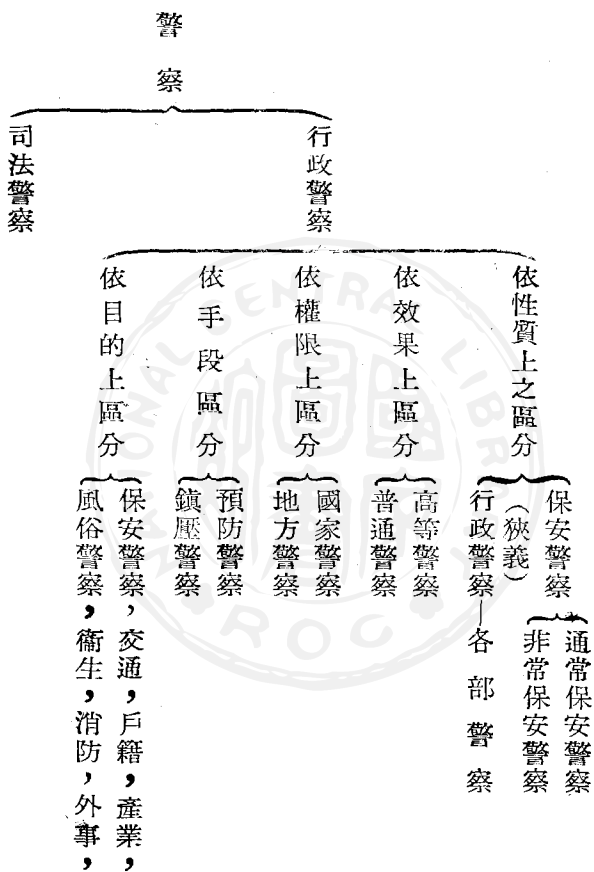 警察
行政警察
依性質上之區分
保安警察
通常保安警察
非常保安警察
(狹義)
行政警察—各部警察
依效果上區分
高等警察
普通警察
依權限上區分
國家警察
地方警察
依手段區分
預防警察
鎮壓警察
依目的上區分
保安警察,交通,戶籍,產業,
風俗警察,衞生,消防,外事,
司法警察
NATIONAL CENTRAL LIBRARY
ROC